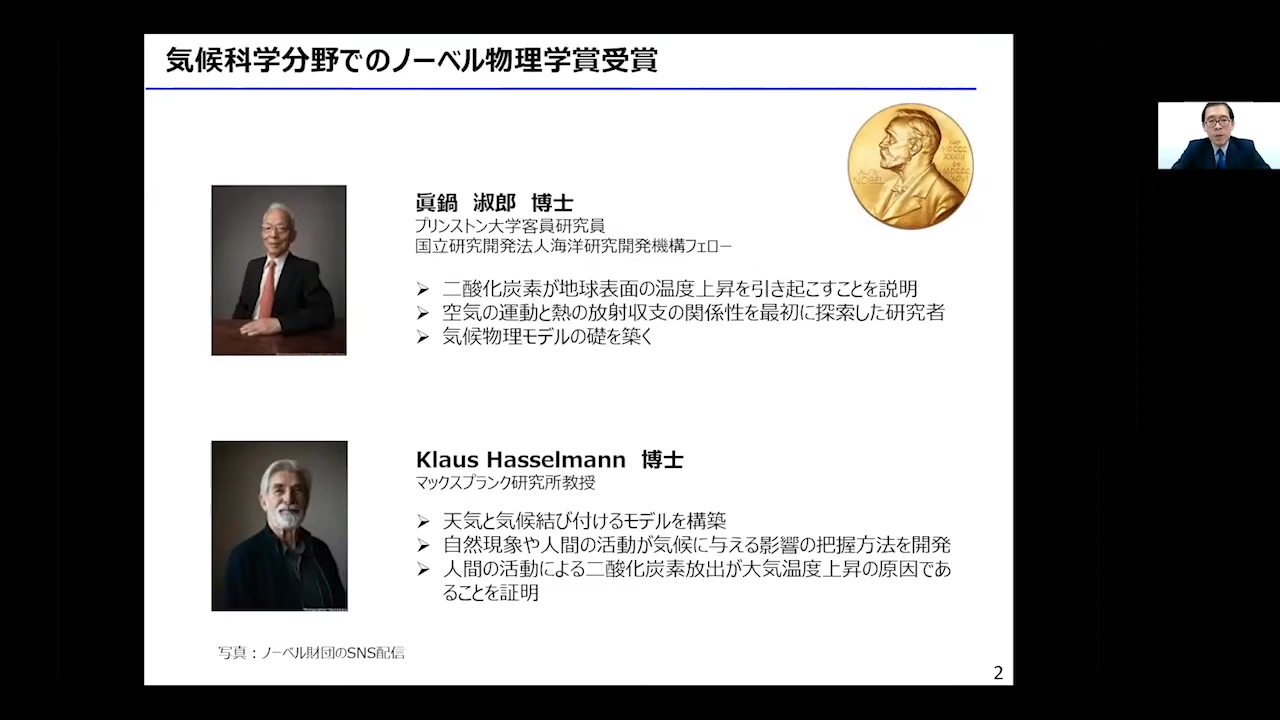 気候科学分野でのノーベル物理学賞受賞
眞鍋 淑郎 博士
プリンストン大学客員研究員
国立研究開発法人海洋研究開発機構フェロー
➢ 二酸化炭素が地球表面の温度上昇を引き起こすことを説明
➢ 空気の運動と熱の放射収支の関係性を最初に探索した研究者
➢ 気候物理モデルの礎を築く
Klaus Hasselmann 博士
マックスプランク研究所教授
➢ 天気と気候結び付けるモデルを構築
➢ 自然現象や人間の活動が気候に与える影響の把握方法を開発
➢ 人間の活動による二酸化炭素放出が大気温度上昇の原因であ
ることを証明
写真：ノーベル財団のSNS配信
2